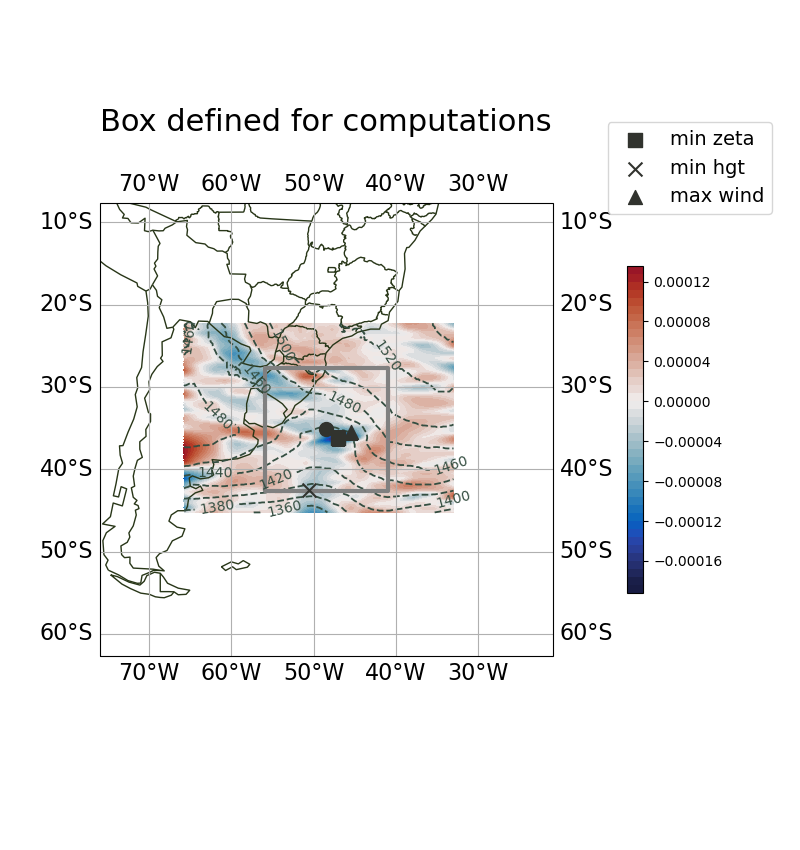 Box defined for computations
min zeta
min hgt
max wind
70°W 60°W 50°W 40°W 30°W
10°S 10°S
20°S 20°S
30°S 30°S
40°S 40°S
50°S 50°S
60°S 60°S
70°W 60°W 50°W 40°W 30°W
1460
1500
1520
1460
1480
1480
1440
1420
1460
1380
1360
1400
0.00012
0.00008
0.00004
0.00000
−0.00004
−0.00008
−0.00012
−0.00016